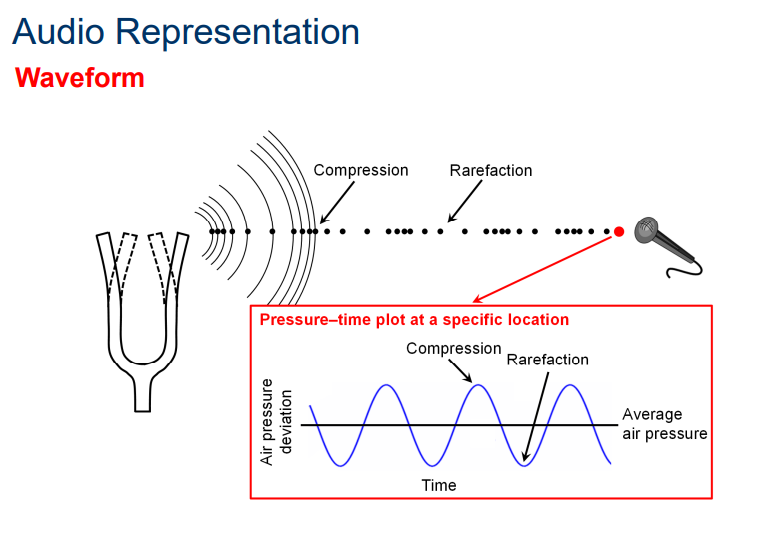 Audio Representation
Waveform
Compression
Rarefaction
Pressure–time plot at a specific location
Compression
Rarefaction
Air pressure
deviation
Average
air pressure
Time